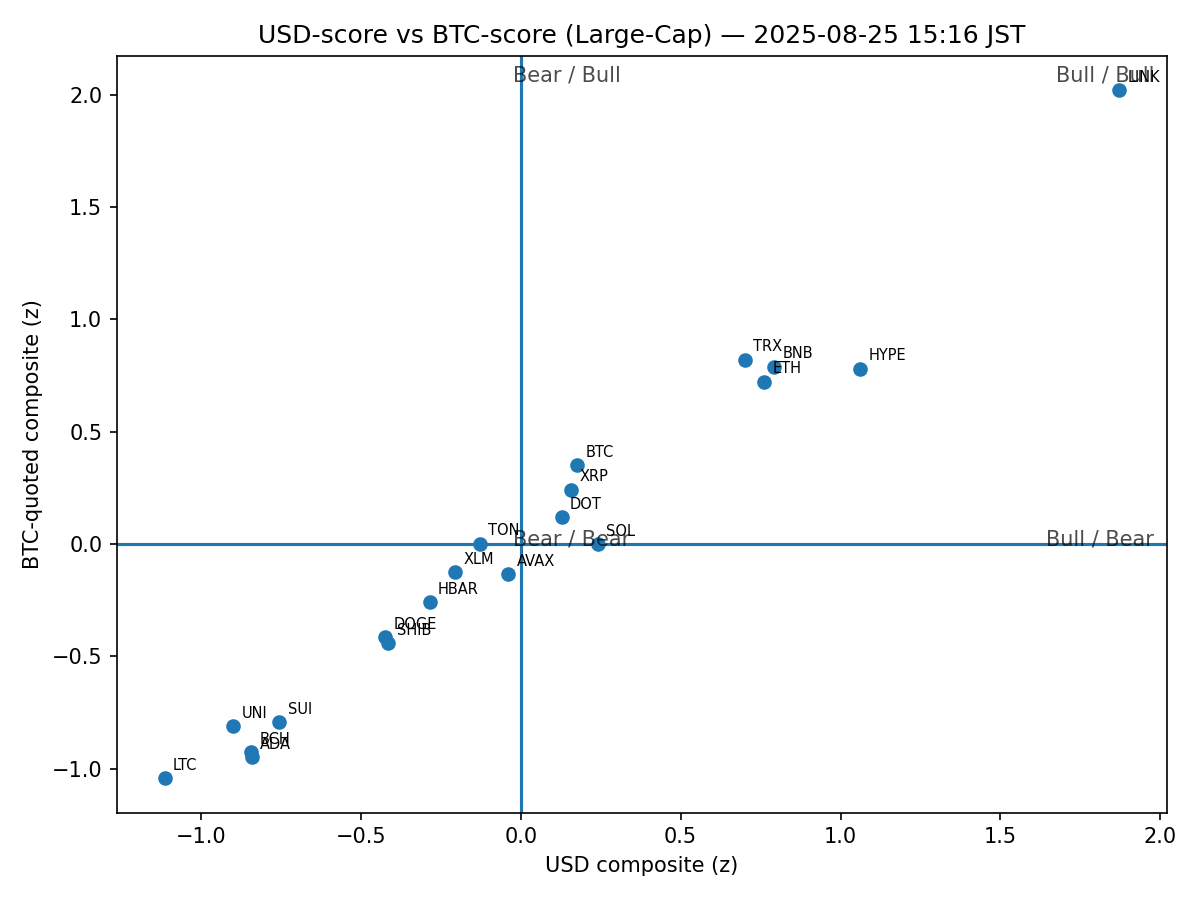 USD-score vs BTC-score (Large-Cap) — 2025-08-25 15:16 JST
Bear / Bull
Bull / Bull
LINK
2.0
1.5
1.0
0.5
0.0
−0.5
−1.0
BTC-quoted composite (z)
TRX
BNB
HYPE
ETH
BTC
XRP
DOT
TON
SOL
Bear / Bear
Bull / Bear
XLM
AVAX
HBAR
DOGE
SHIB
SUI
UNI
BCH
ADA
LTC
−1.0
−0.5
0.0
0.5
1.0
1.5
2.0
USD composite (z)